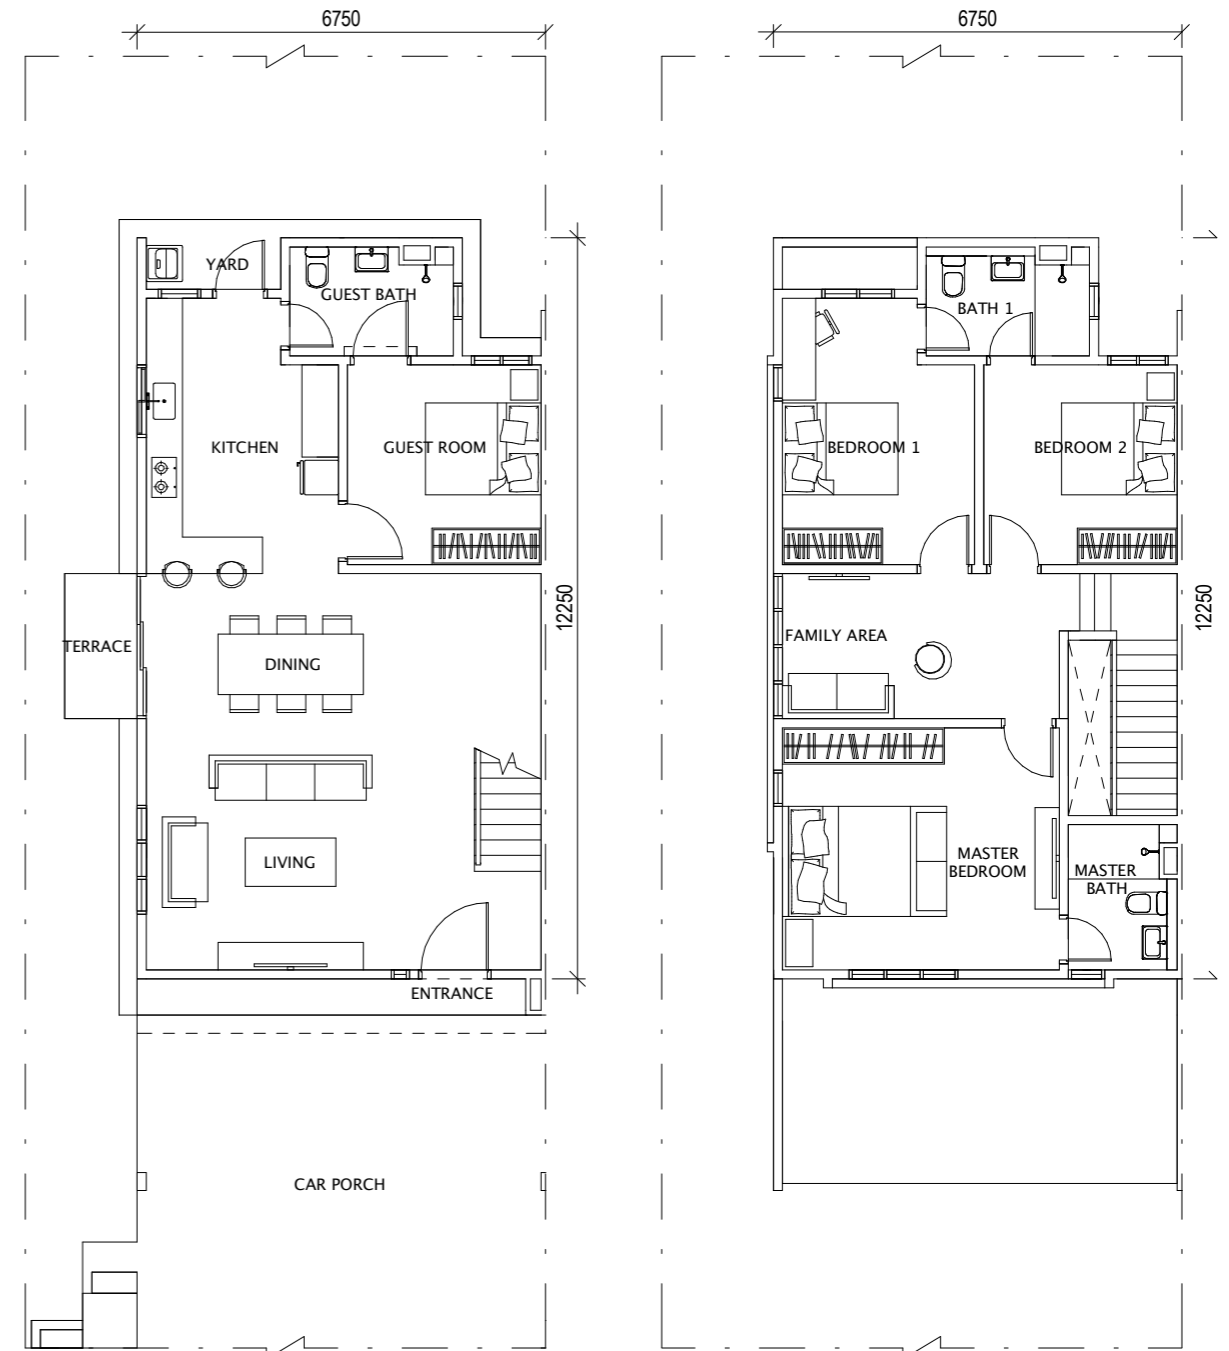 6750
YARD
GUEST BATH
KITCHEN
GUEST ROOM
12250
TERRACE
DINING
LIVING
ENTRANCE
CAR PORCH
6750
BATH 1
BEDROOM 1
BEDROOM 2
12250
FAMILY AREA
MASTER
BEDROOM
MASTER
BATH